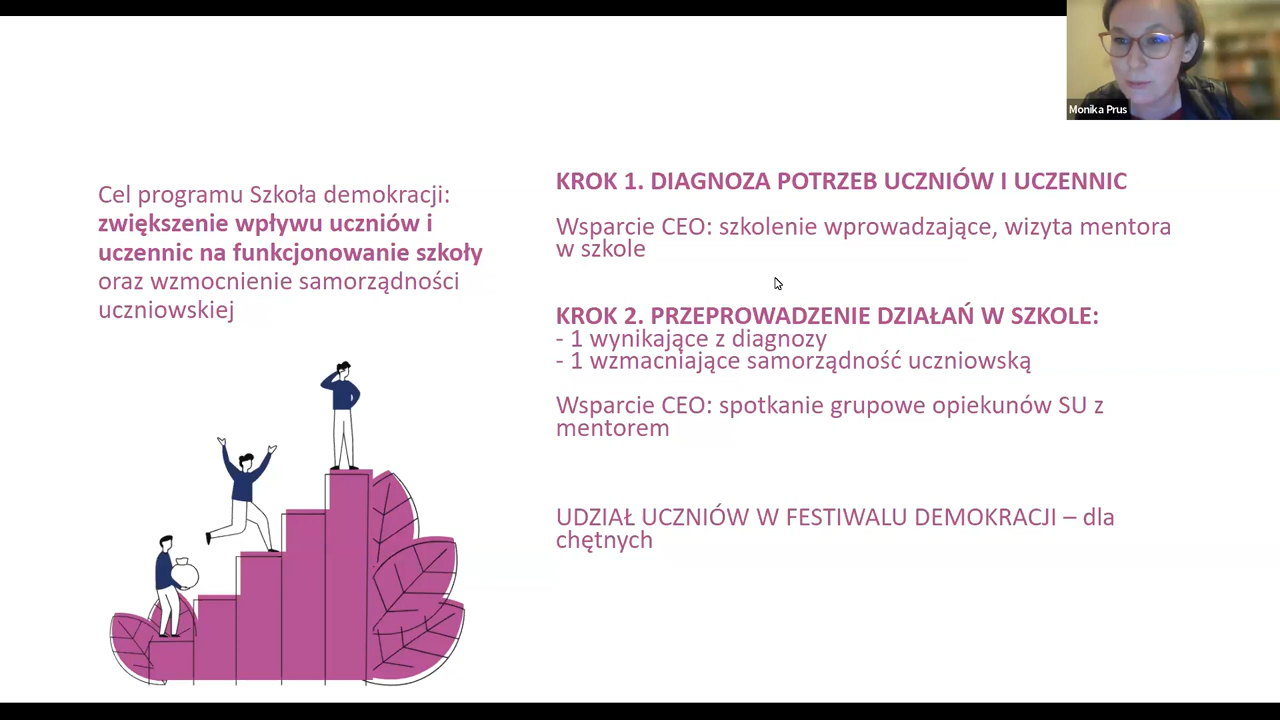 Monika Prus
Cel programu Szkoła demokracji:
zwiększenie wpływu uczniów i
uczennic na funkcjonowanie szkoły
oraz wzmocnienie samorządności
uczniowskiej
KROK 1. DIAGNOZA POTRZEB UCZNIÓW I UCZENNIC
Wsparcie CEO: szkolenie wprowadzające, wizyta mentora
w szkole
KROK 2. PRZEPROWADZENIE DZIAŁAŃ W SZKOLE:
- 1 wynikające z diagnozy
- 1 wzmacniające samorządność uczniowską
Wsparcie CEO: spotkanie grupowe opiekunów SU z
mentorem
UDZIAŁ UCZNIÓW W FESTIWALU DEMOKRACJI – dla
chętnych